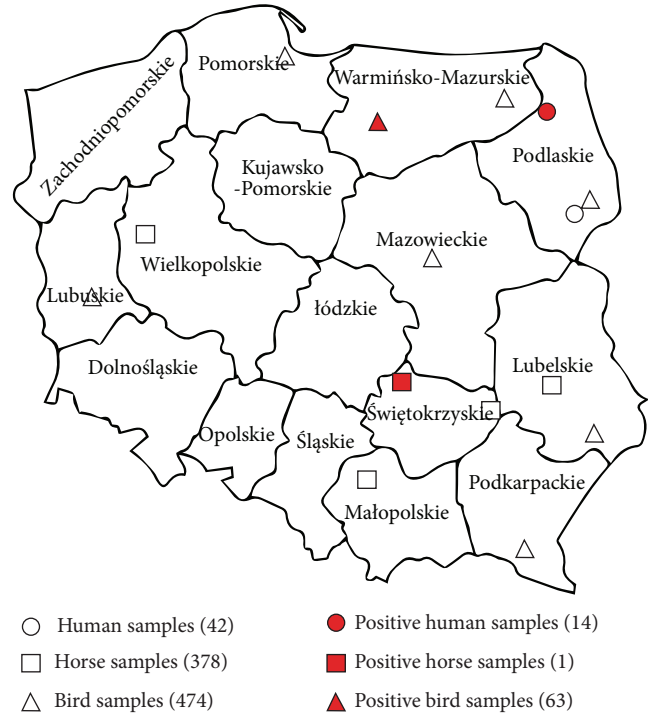 Pomorskie
Warmińsko-Mazurskie
Zachodniopomorskie
Podlaskie
Kujawsko
-Pomorskie
Mazowieckie
Wielkopolskie
Lubuskie
łódzkie
Dolnośląskie
Lubelskie
Świętokrzyskie
Opolskie
Śląskie
Podkarpackie
Małopolskie
Human samples (42)
Positive human samples (14)
Horse samples (378)
Positive horse samples (1)
Bird samples (474)
Positive bird samples (63)